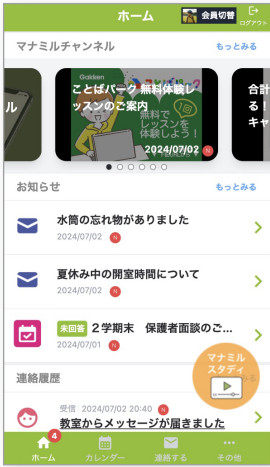 ホーム
会員切替
ログアウト
マナミルチャンネル
もっとみる
ル
Gakken
ことばパーク 無料体験レ
ッスンのご案内
1回
無料で
レッスンを
体験しよう！
2024/07/02 N
合計
る！
キャ
お知らせ
もっとみる
水筒の忘れ物がありました
2024/07/02 N
夏休み中の開室時間について
2024/07/02 N
未回答 2学期末 保護者面談のご...
2024/07/01 N
マナミル
スタディ
連絡履歴
受信 2024/07/02 20:40 N
教室からメッセージが届きました
4
ホーム
カレンダー
連絡する
その他